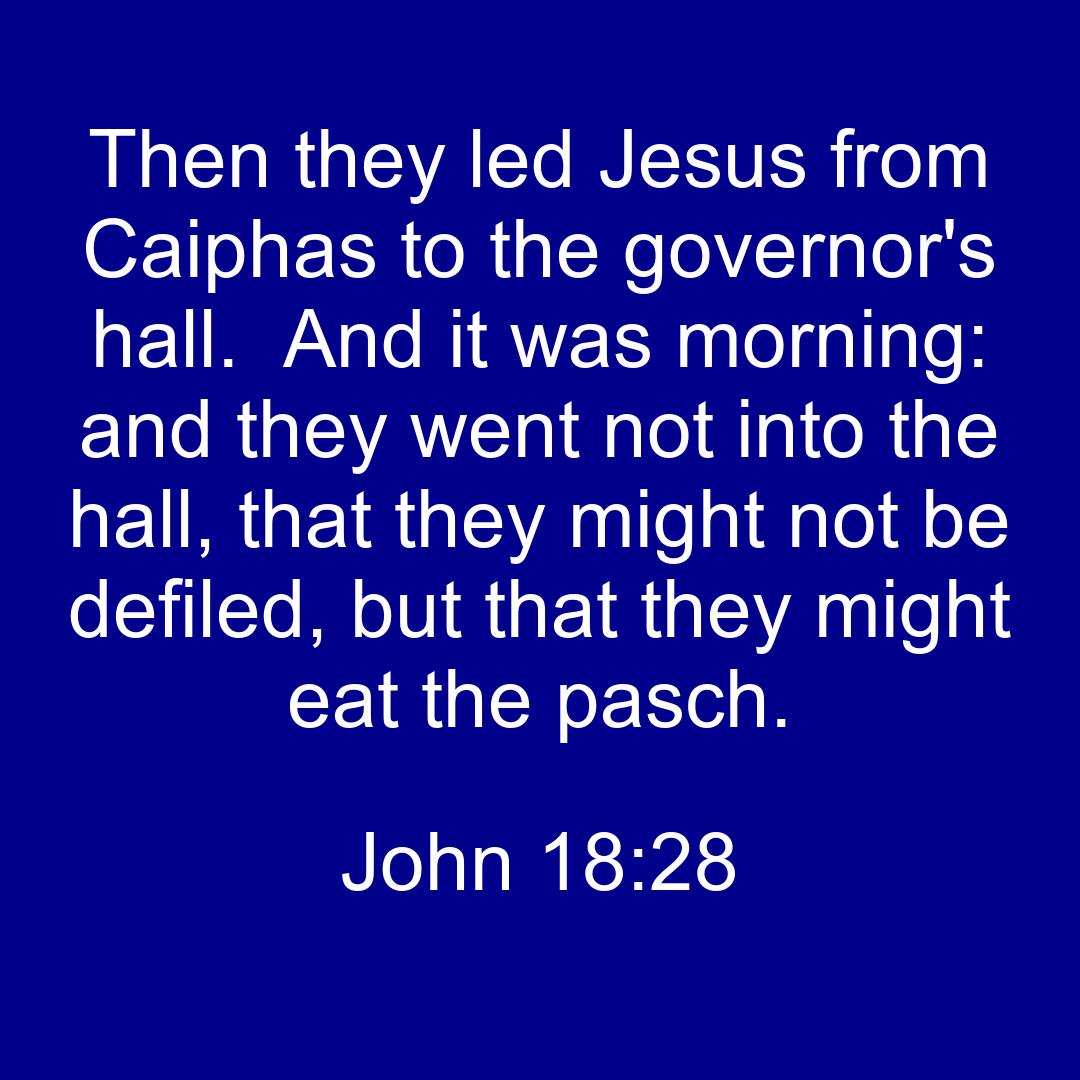 Then they led Jesus from
Caiphas to the governor's
hall.  And it was morning:
and they went not into the
hall, that they might not be
defiled, but that they might
eat the pasch.
John 18:28